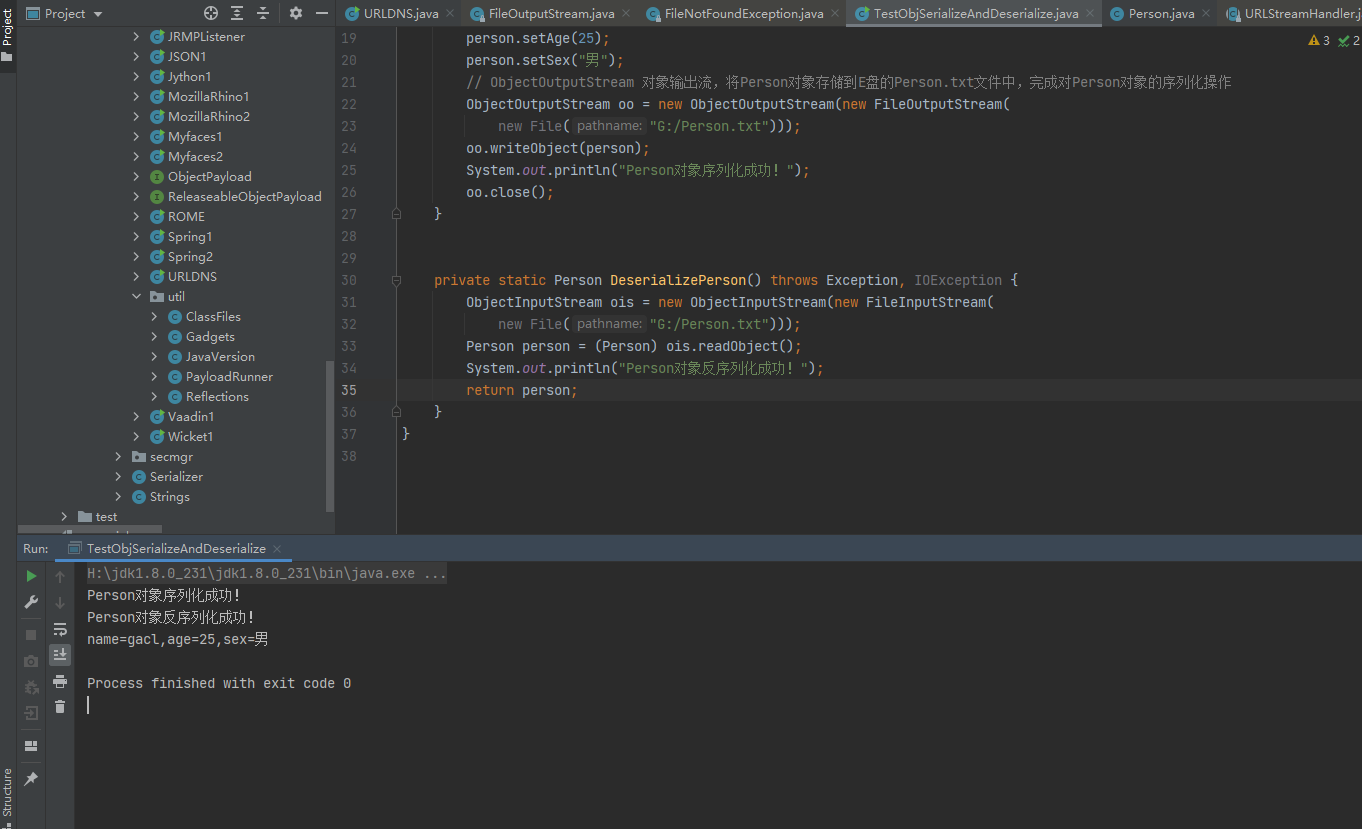 Project
URLDNS.java
FileOutputStream.java
FileNotFoundException.java
TestObjSerializeAndDeserialize.java
Person.java
URLStreamHandler.j
Project
JRMPListener
JSON1
Jython1
MozillaRhino1
MozillaRhino2
Myfaces1
Myfaces2
ObjectPayload
ReleaseableObjectPayload
ROME
Spring1
Spring2
URLDNS
util
ClassFiles
Gadgets
JavaVersion
PayloadRunner
Reflections
Vaadin1
Wicket1
secmgr
Serializer
Strings
test
3 2
19 person.setAge(25);
20 person.setSex("男");
21 // ObjectOutputStream 对象输出流，将Person对象存储到E盘的Person.txt文件中，完成对Person对象的序列化操作
22 ObjectOutputStream oo = new ObjectOutputStream(new FileOutputStream(
23 new File( pathname: "G:/Person.txt")));
24 oo.writeObject(person);
25 System.out.println("Person对象序列化成功！");
26 oo.close();
27 }
28
29
30 private static Person DeserializePerson() throws Exception, IOException {
31 ObjectInputStream ois = new ObjectInputStream(new FileInputStream(
32 new File( pathname: "G:/Person.txt")));
33 Person person = (Person) ois.readObject();
34 System.out.println("Person对象反序列化成功！");
35 return person;
36 }
37 }
38
Run: TestObjSerializeAndDeserialize
H:\jdk1.8.0_231\jdk1.8.0_231\bin\java.exe ...
Person对象序列化成功！
Person对象反序列化成功！
name=gacl,age=25,sex=男
Process finished with exit code 0
Structure